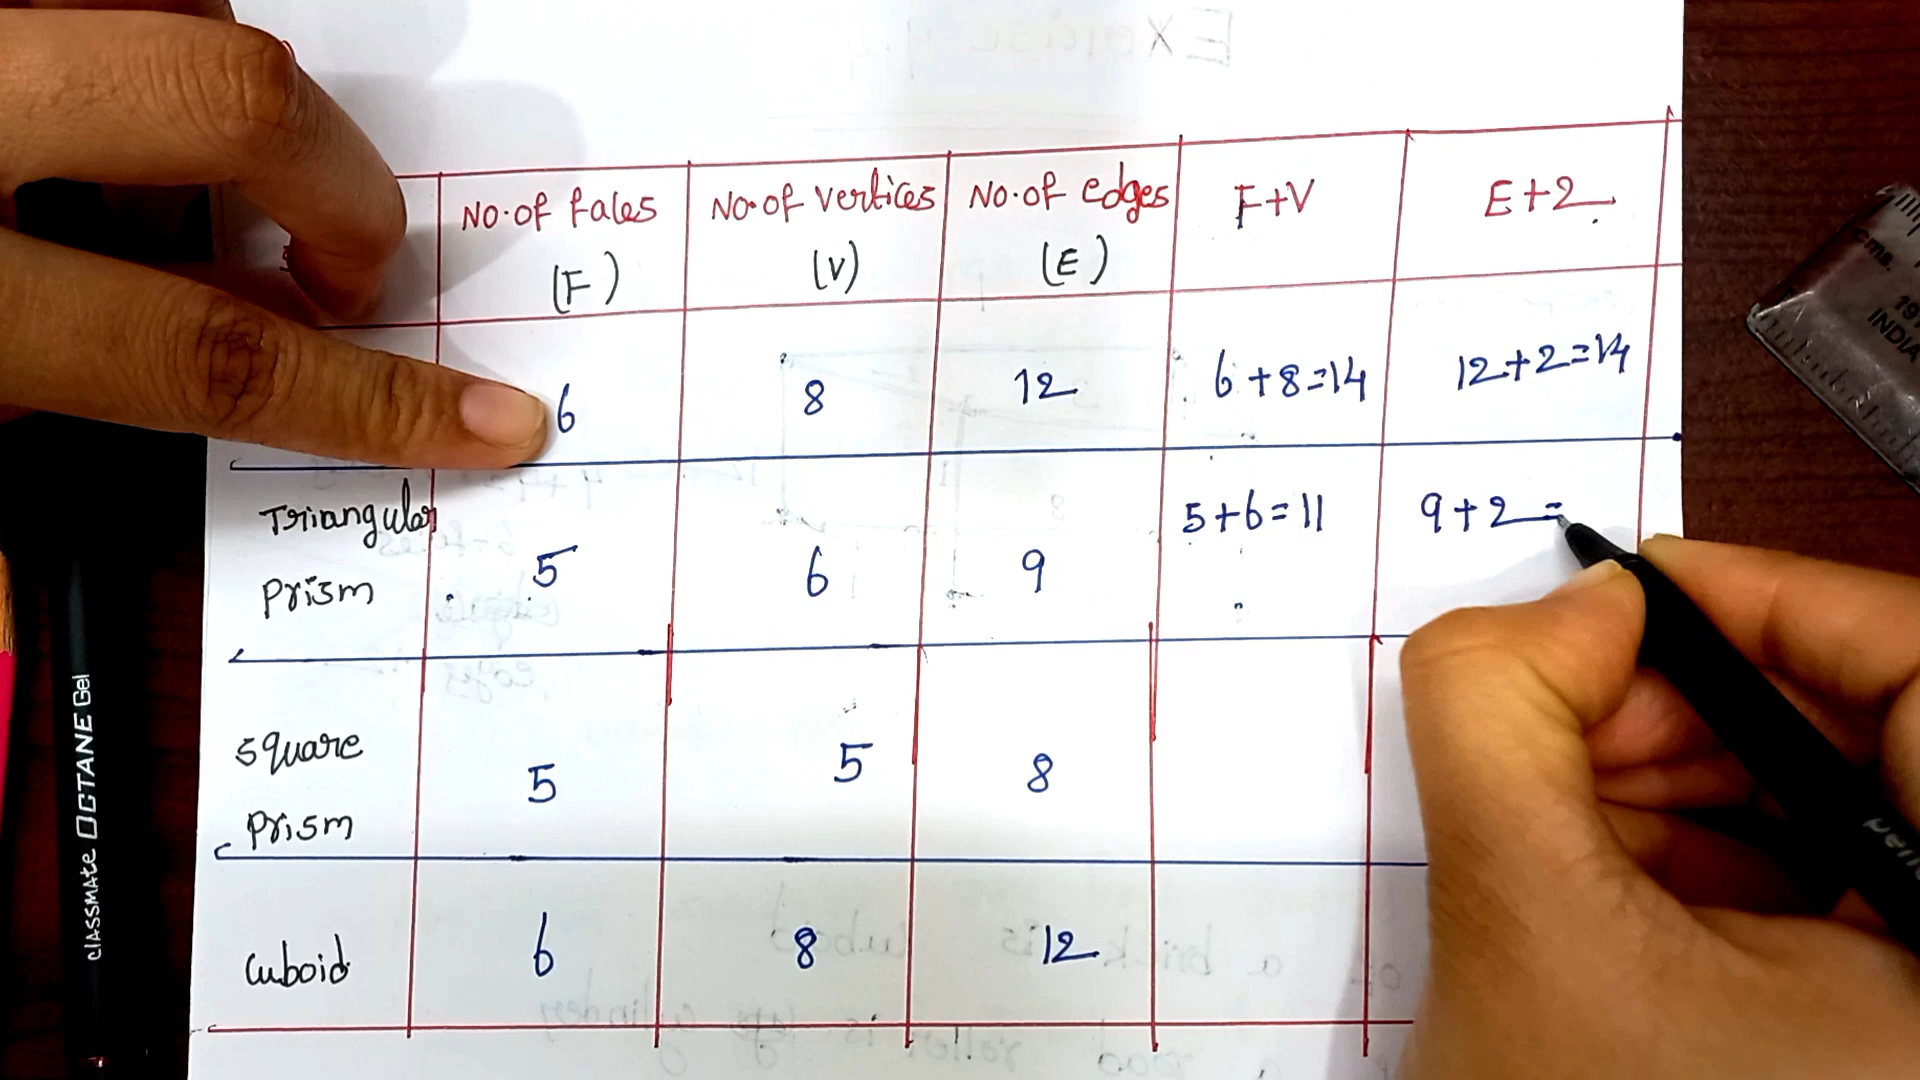 No.of faces
(F)
No.of vertices
(V)
No.of edges
(E)
F+V
E+2
6
8
12
6+8=14
12+2=14
Triangular
Prism
5
6
9
5+6=11
9+2=
square
Prism
5
5
8
cuboid
6
8
12
CLASSMATE OCTANE Gel
cms.
INDIA